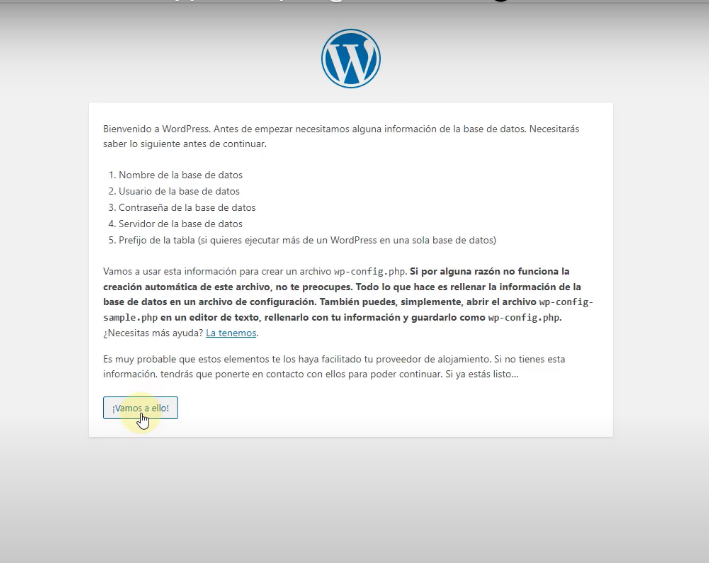 Bienvenido a WordPress. Antes de empezar necesitamos alguna información de la base de datos. Necesitarás
saber lo siguiente antes de continuar.
1. Nombre de la base de datos
2. Usuario de la base de datos
3. Contraseña de la base de datos
4. Servidor de la base de datos
5. Prefijo de la tabla (si quieres ejecutar más de un WordPress en una sola base de datos)
Vamos a usar esta información para crear un archivo wp-config.php. Si por alguna razón no funciona la
creación automática de este archivo, no te preocupes. Todo lo que hace es rellenar la información de la
base de datos en un archivo de configuración. También puedes, simplemente, abrir el archivo wp-config-
sample.php en un editor de texto, rellenarlo con tu información y guardarlo como wp-config.php.
¿Necesitas más ayuda? La tenemos.
Es muy probable que estos elementos te los haya facilitado tu proveedor de alojamiento. Si no tienes esta
información, tendrás que ponerte en contacto con ellos para poder continuar. Si ya estás listo...
¡Vamos a ello!